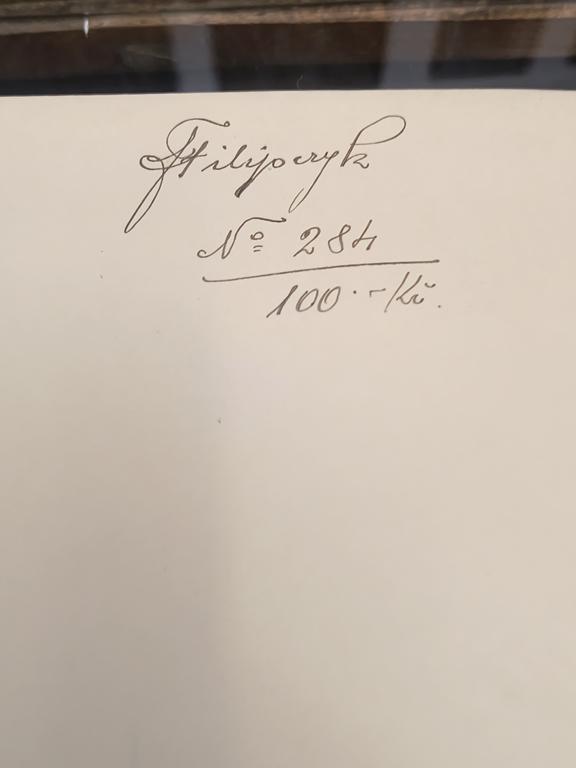 Filipczyk
Nº 284
100·- Kč.